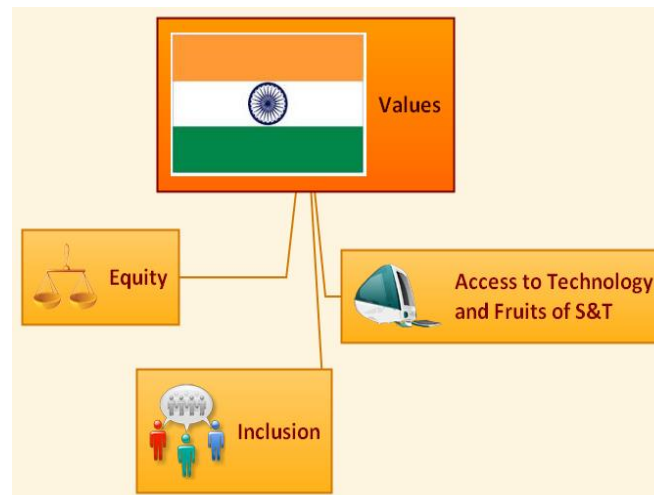 Values
Equity
Access to Technology
and Fruits of S&T
Inclusion